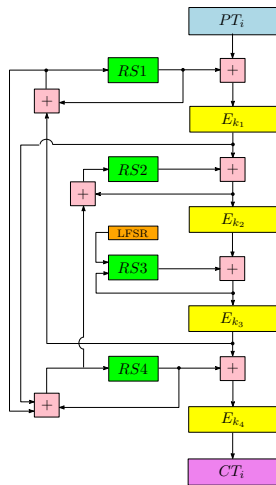 PT_i
RS1
+
+
E_{k_1}
RS2
+
+
E_{k_2}
LFSR
RS3
+
E_{k_3}
RS4
+
+
E_{k_4}
CT_i